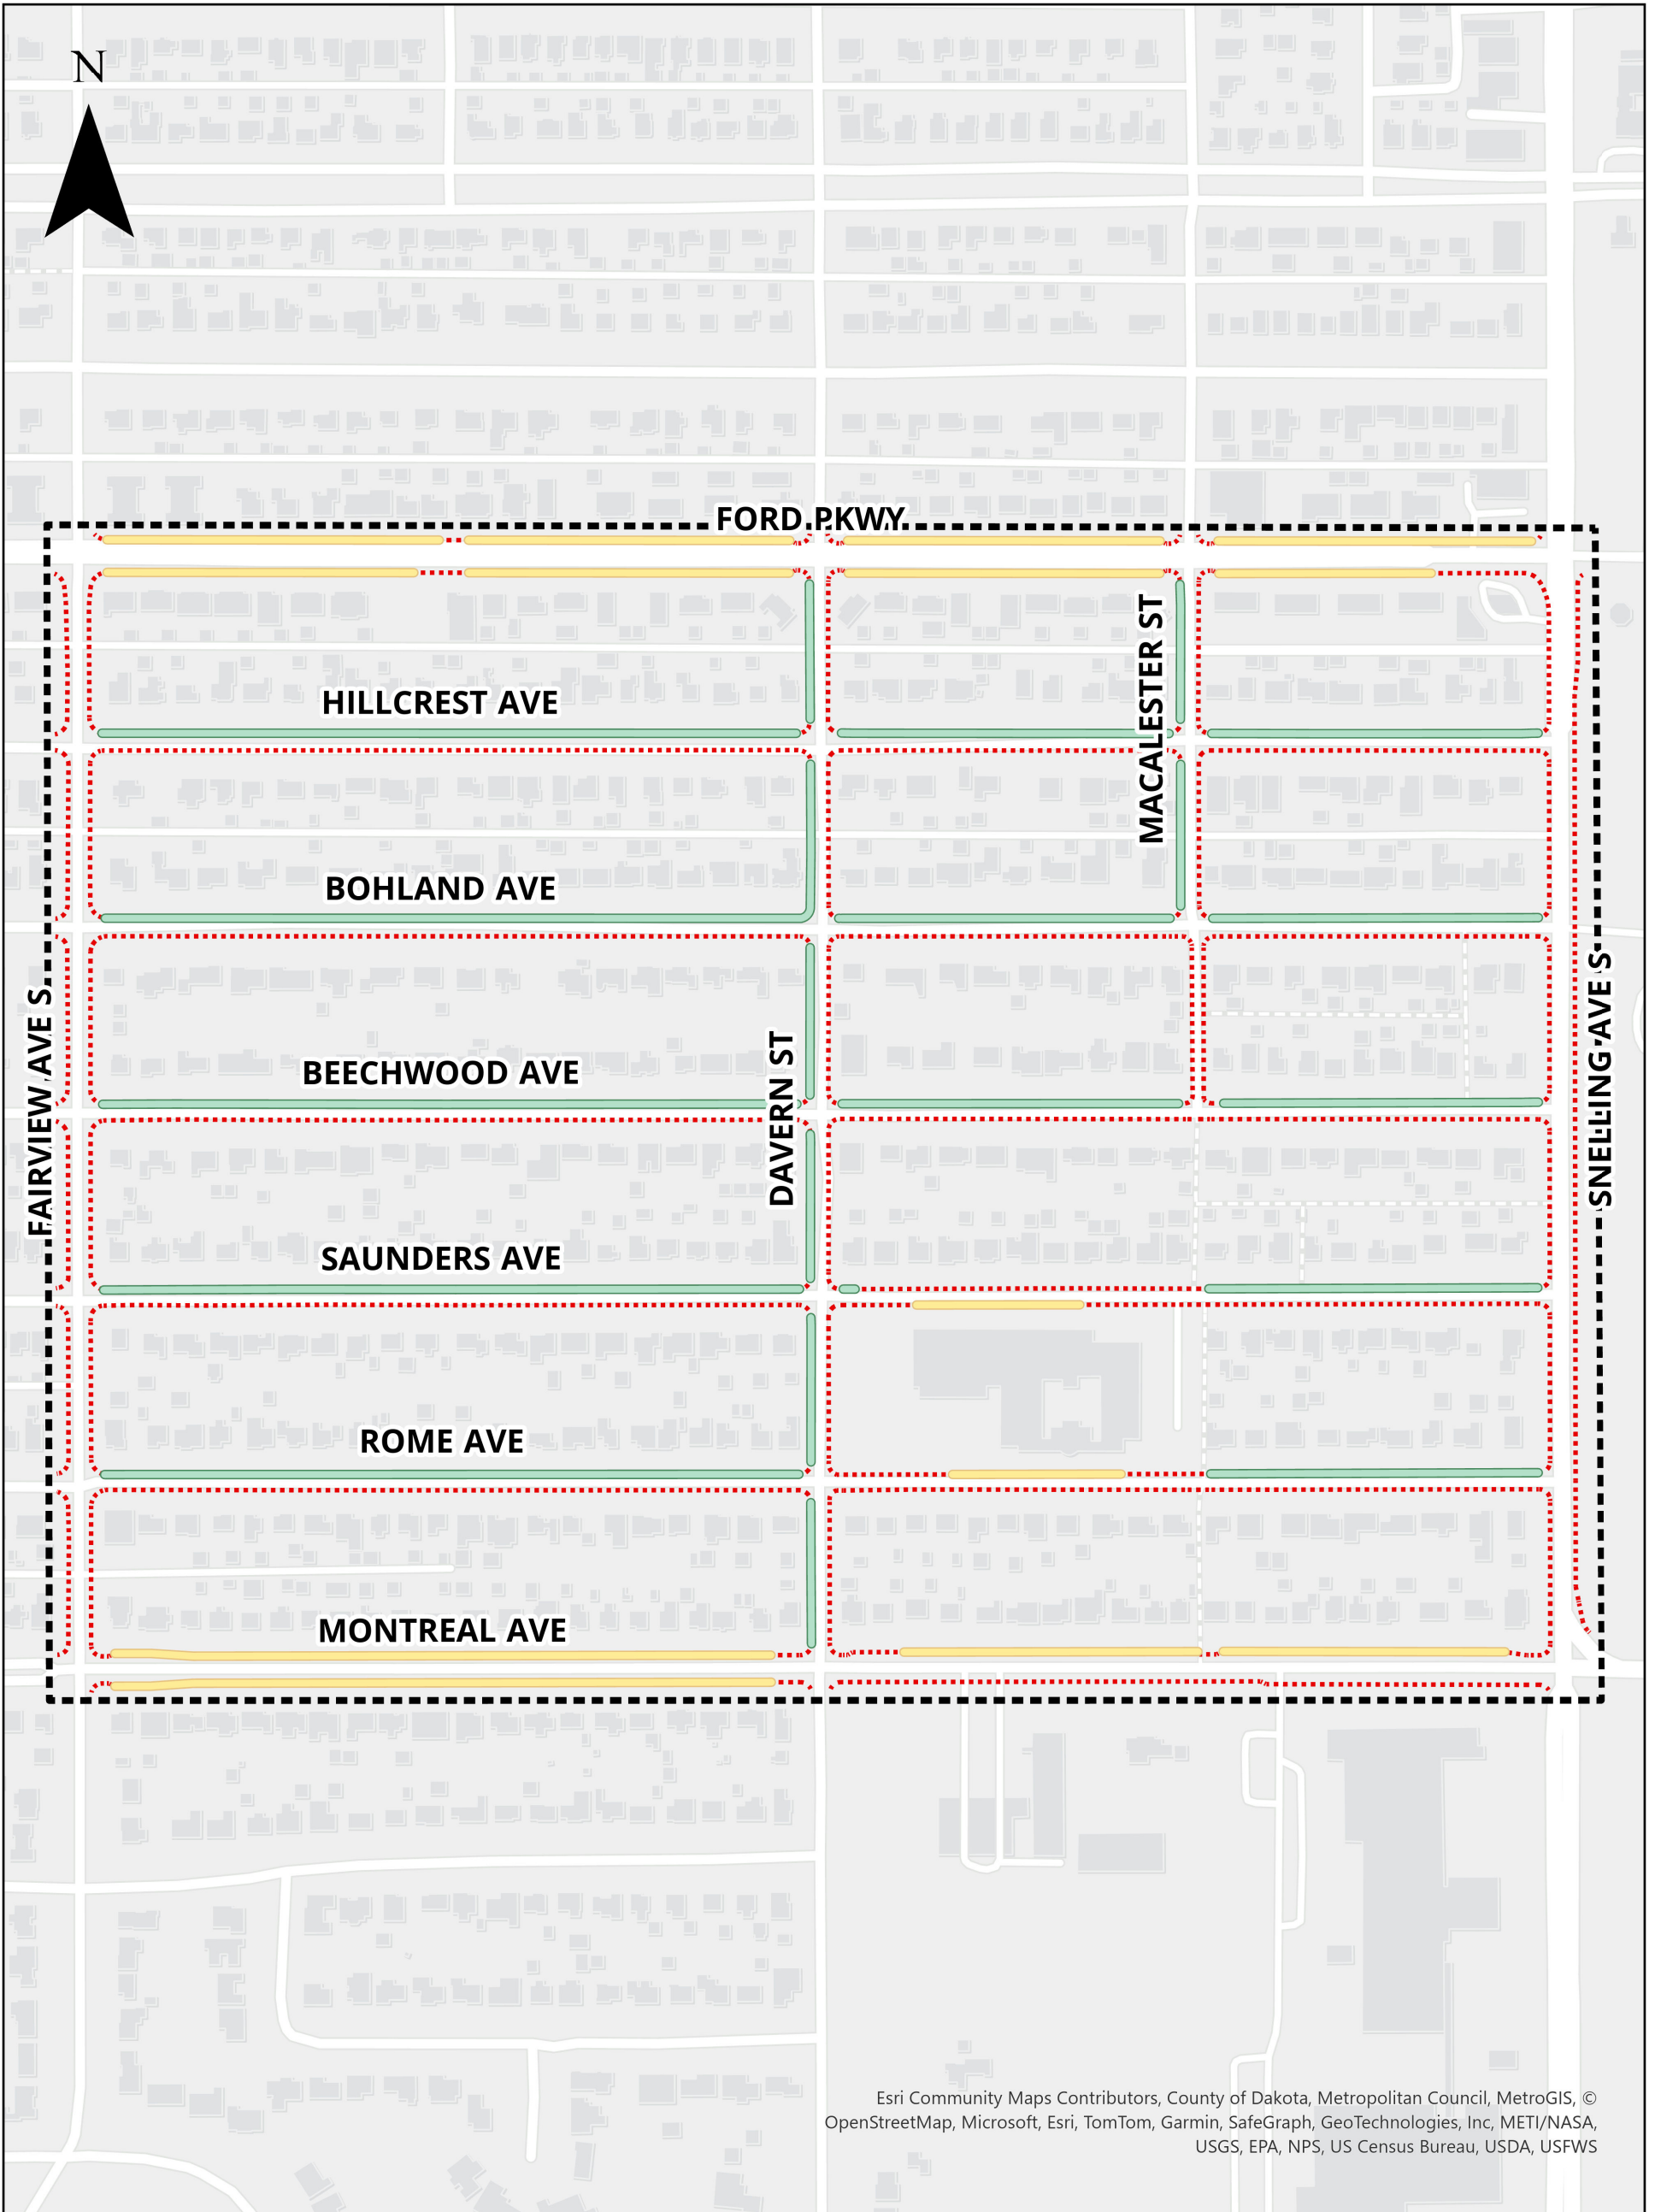 N
FORD PKWY
MACALESTER ST
HILLCREST AVE
BOHLAND AVE
FAIRVIEW AVE S
SNELLING AVE S
DAVERN ST
BEECHWOOD AVE
SAUNDERS AVE
ROME AVE
MONTREAL AVE
Esri Community Maps Contributors, County of Dakota, Metropolitan Council, MetroGIS, ©
OpenStreetMap, Microsoft, Esri, TomTom, Garmin, SafeGraph, GeoTechnologies, Inc, METI/NASA,
USGS, EPA, NPS, US Census Bureau, USDA, USFWS